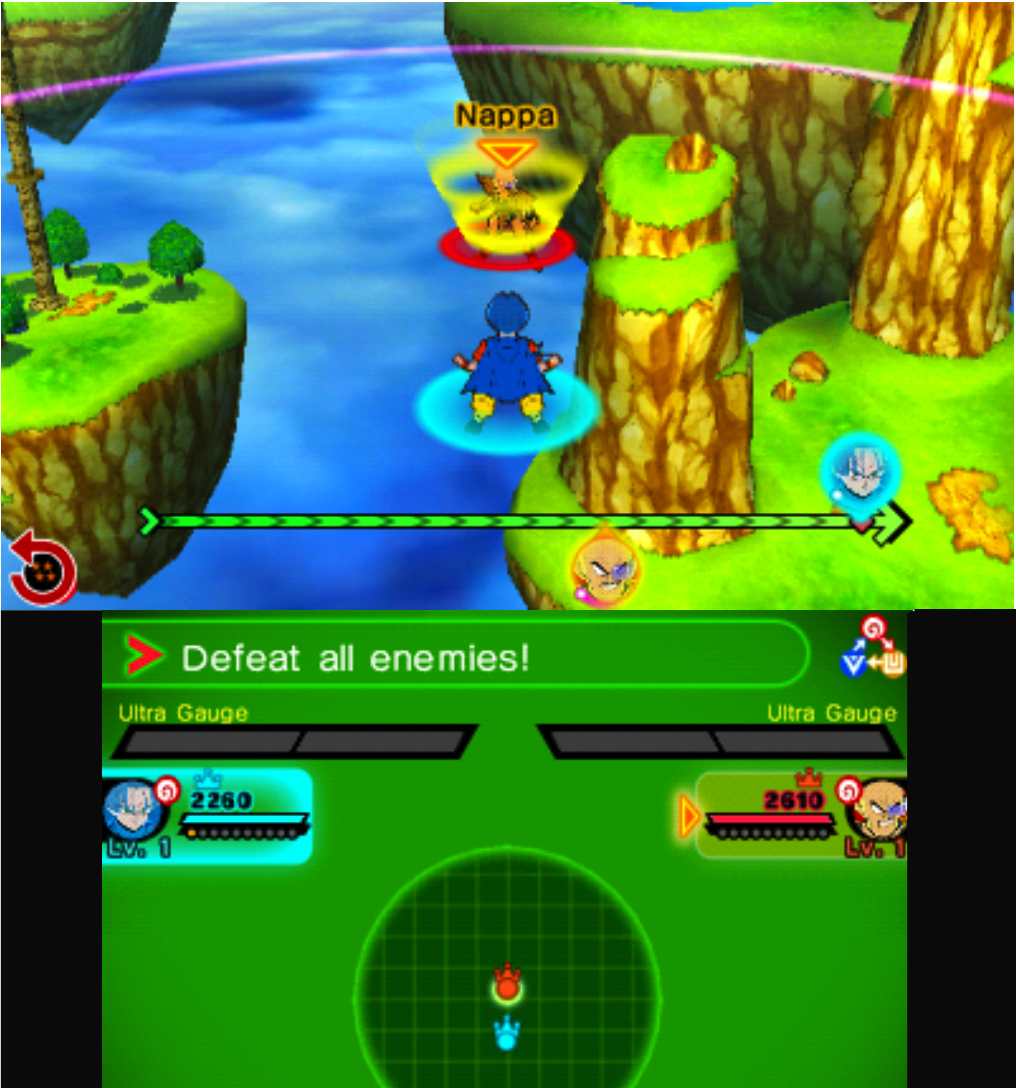 Nappa
Defeat all enemies!
Ultra Gauge
Ultra Gauge
2260
2610
Lv. 1
Lv. 1